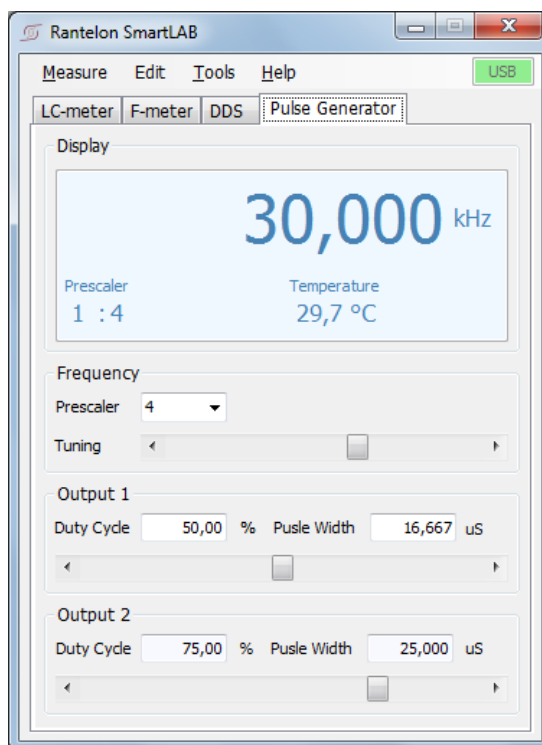 Rantelon SmartLAB
Measure Edit Tools Help USB
LC-meter F-meter DDS Pulse Generator
Display
30,000 kHz
Prescaler Temperature
1 :4 29,7 °C
Frequency
Prescaler 4
Tuning
Output 1
Duty Cycle 50,00 % Pusle Width 16,667 uS
Output 2
Duty Cycle 75,00 % Pusle Width 25,000 uS